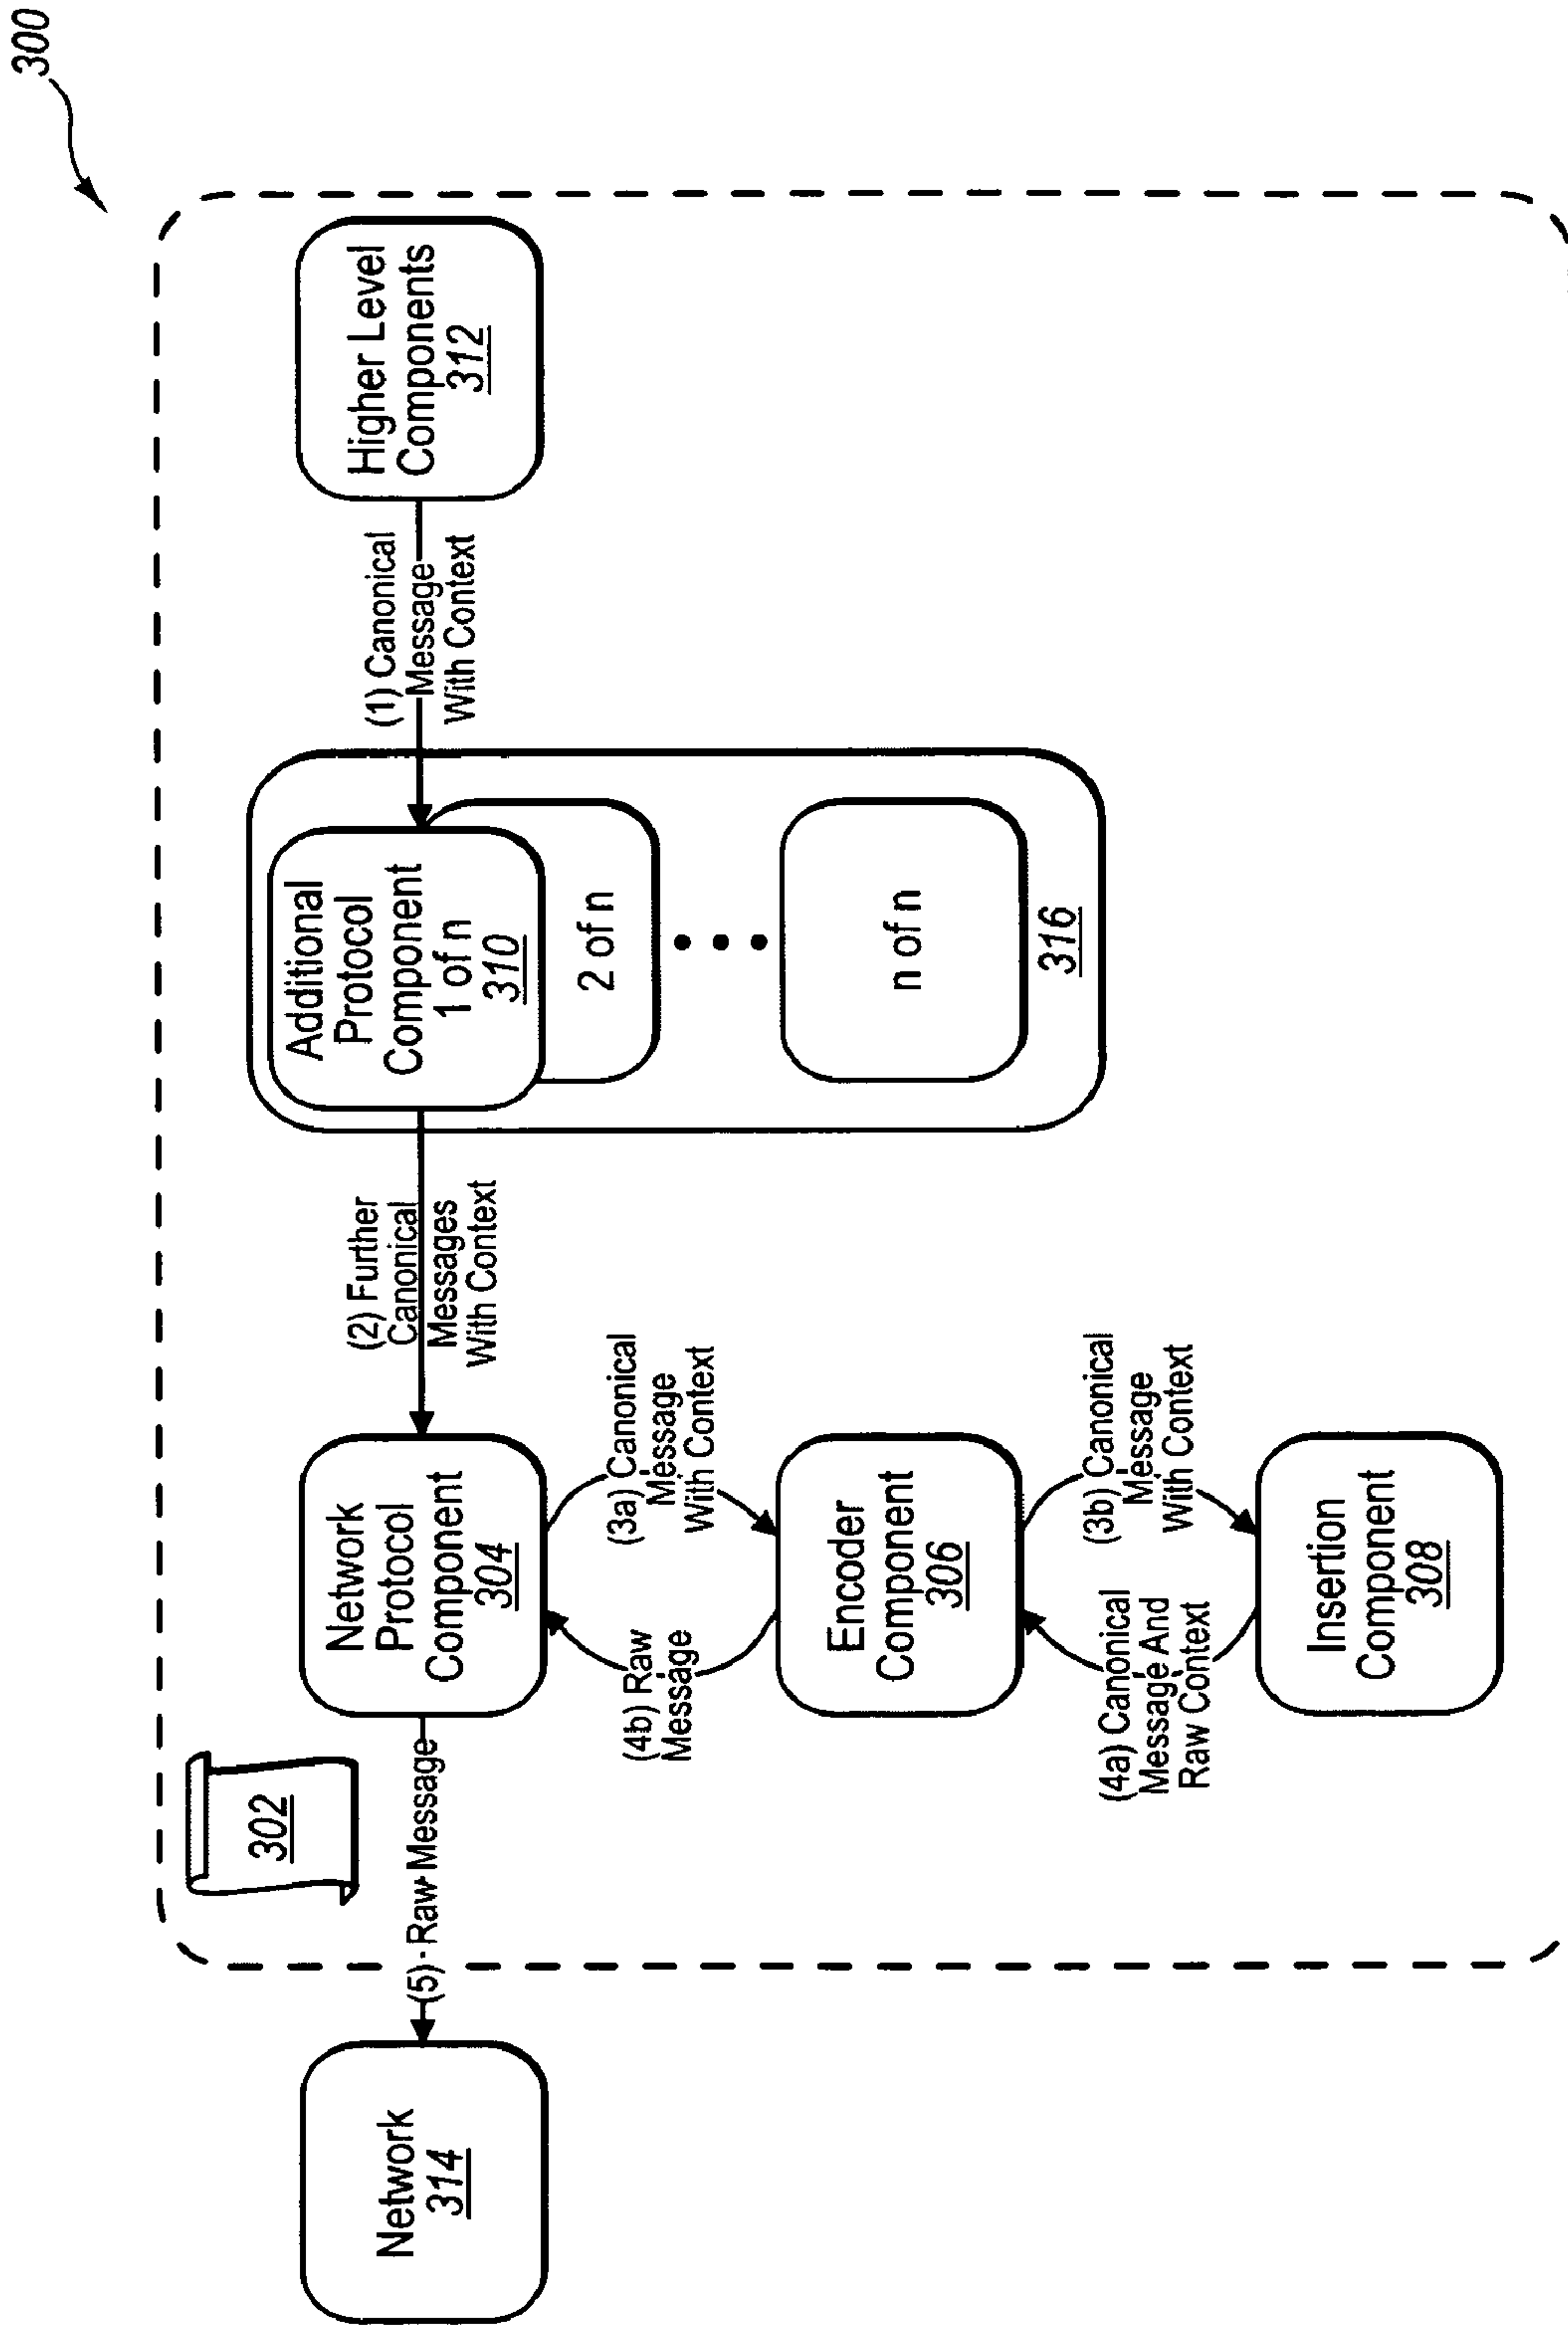 300
Network
314
(5) Raw Message
302
Network
Protocol
Component
304
(2) Further
Canonical
Messages
With Context
Additional
Protocol
Component
1 of n
310
2 of n
n of n
316
(1) Canonical
Message
With Context
Higher Level
Components
312
(4b) Raw
Message
(3a) Canonical
Message
With Context
Encoder
Component
306
(4a) Canonical
Message And
Raw Context
(3b) Canonical
Message
With Context
Insertion
Component
308